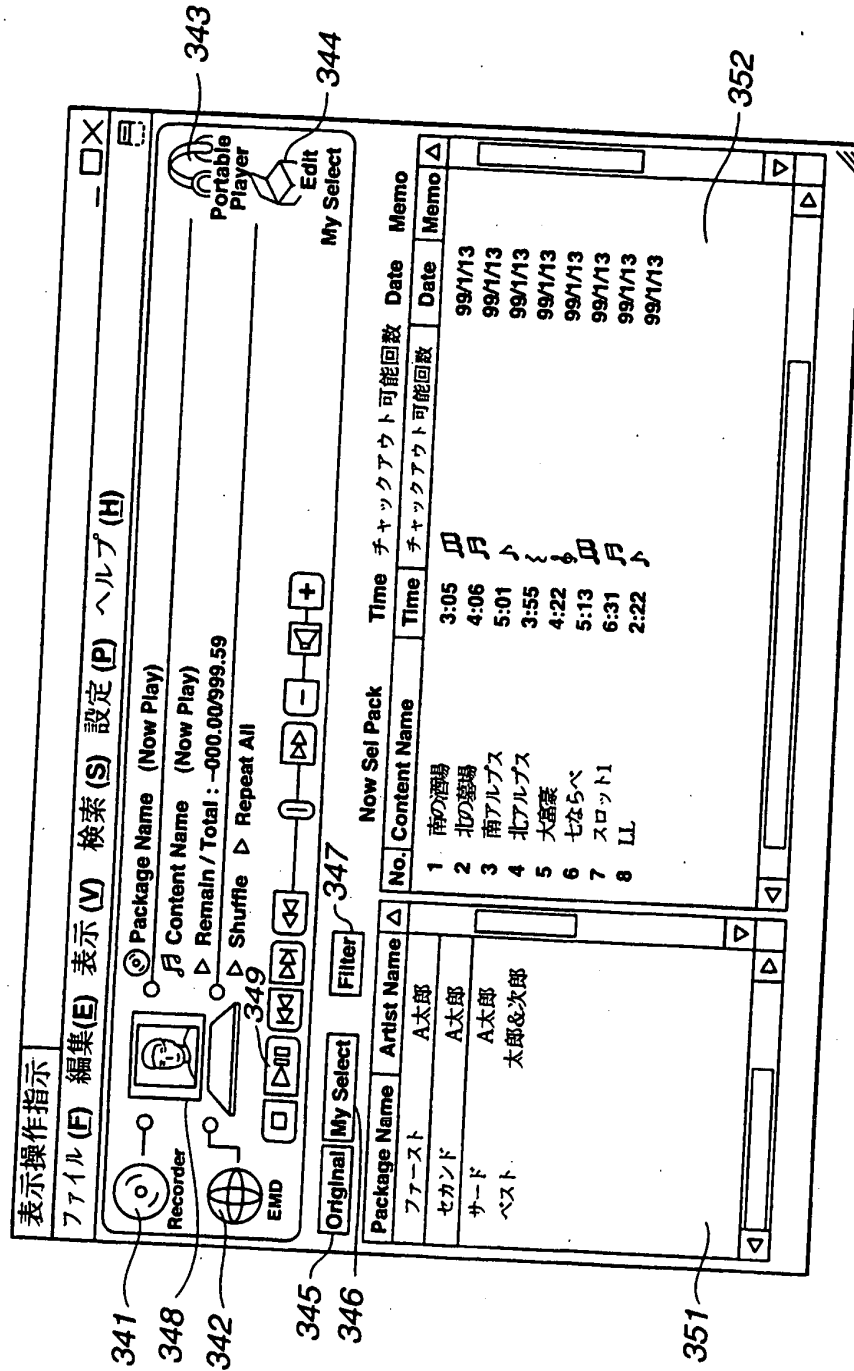 表示操作指示
ファイル (F) 編集(E) 表示 (V) 検索 (S) 設定 (P) ヘルプ (H)
341
348
342
Recorder
EMD
Package Name (Now Play)
Content Name (Now Play)
Remain / Total : –000.00/999.59
Shuffle Repeat All
349
Portable
Player
Edit
My Select
343
344
345
346
Original
My Select
Filter
347
Package Name Artist Name
ファースト A太郎
セカンド A太郎
サード A太郎
ベスト 太郎&次郎
351
Now Sel Pack Time チャックアウト可能回数 Date Memo
No. Content Name Time チャックアウト可能回数 Date Memo
1 南の酒場 3:05 99/1/13
2 北の墓場 4:06 99/1/13
3 南アルプス 5:01 99/1/13
4 北アルプス 3:55 99/1/13
5 大富豪 4:22 99/1/13
6 七ならべ 5:13 99/1/13
7 スロット1 6:31 99/1/13
8 LL 2:22 99/1/13
352